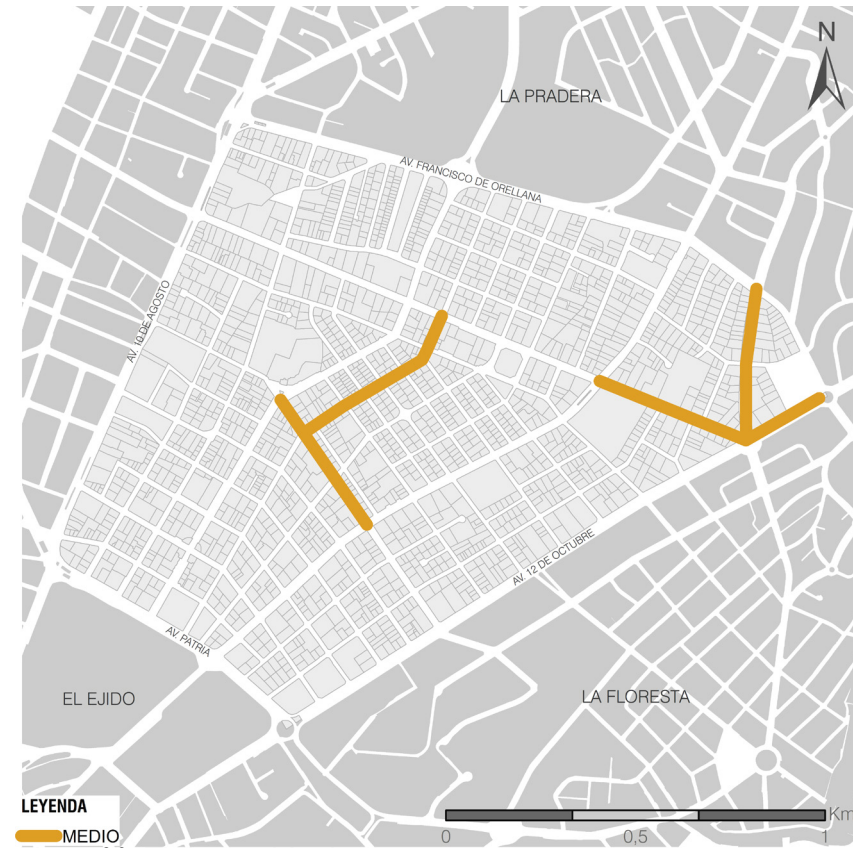 N
LA PRADERA
AV. FRANCISCO DE ORELLANA
AV. 10 DE AGOSTO
AV. 12 DE OCTUBRE
AV. PATRIA
EL EJIDO
LA FLORESTA
LEYENDA
MEDIO
Km
0 0,5 1